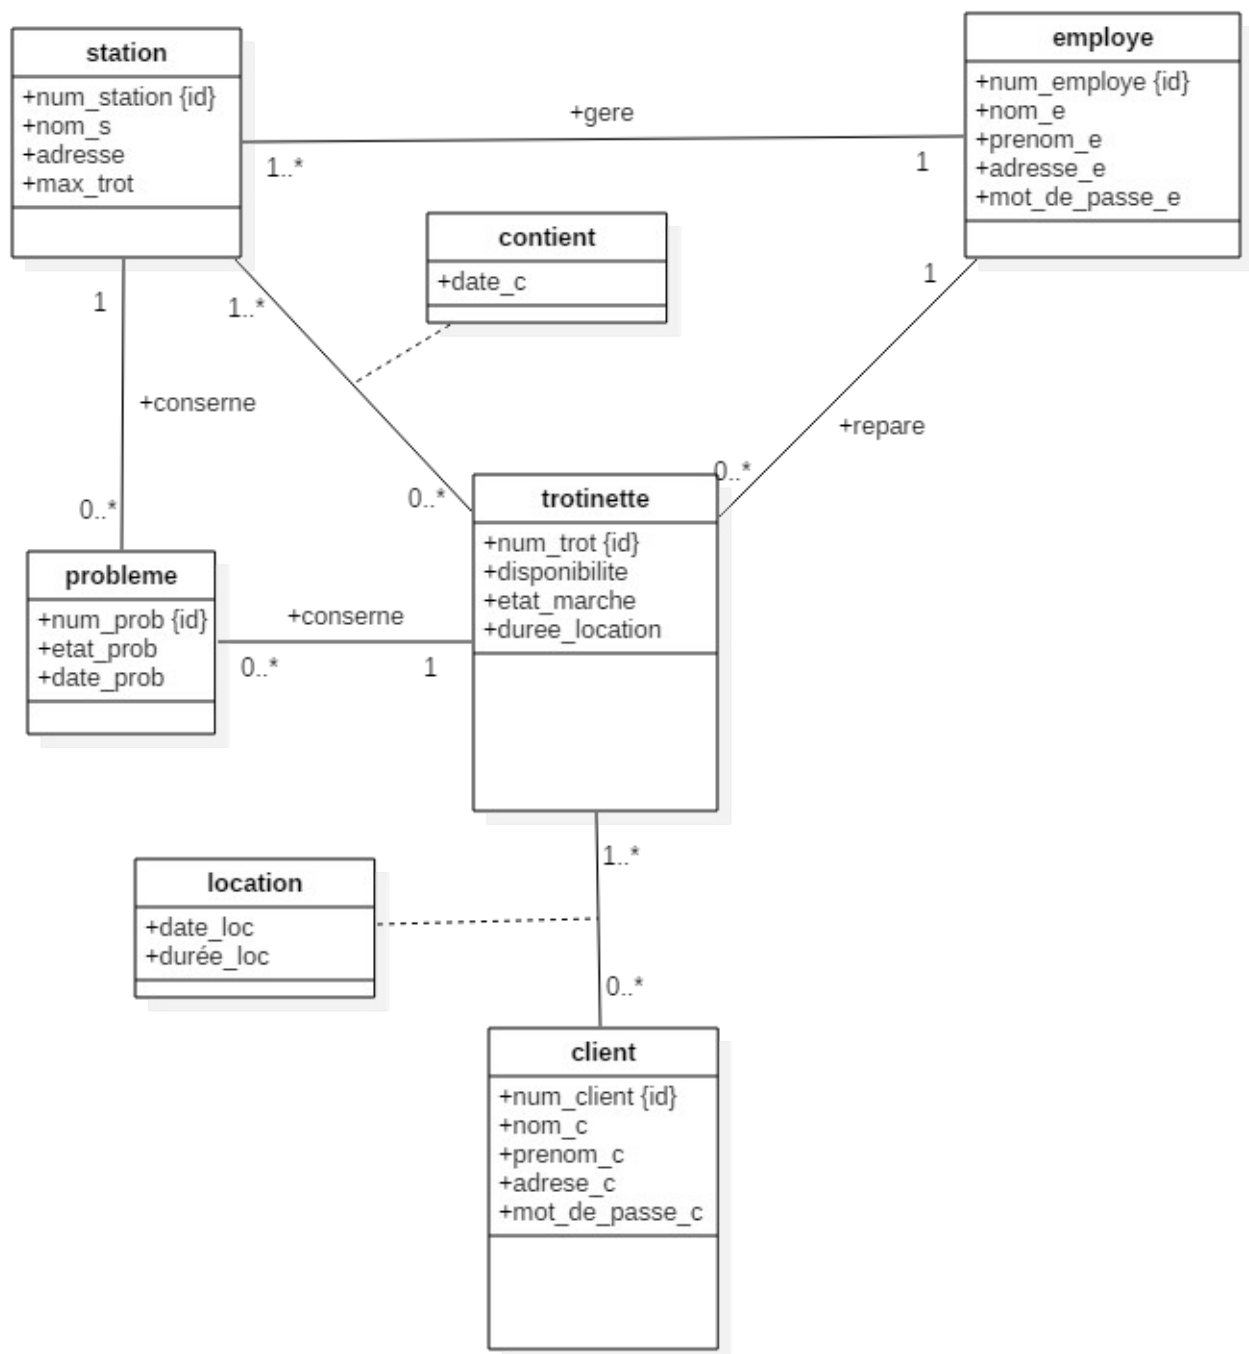 station
+num_station {id}
+nom_s
+adresse
+max_trot
employe
+num_employe {id}
+nom_e
+prenom_e
+adresse_e
+mot_de_passe_e
+gere
1..*
1
contient
+date_c
1
1..*
1
+conserne
+repare
0..*
0..*
0..*
trotinette
+num_trot {id}
+disponibilite
+etat_marche
+duree_location
probleme
+num_prob {id}
+etat_prob
+date_prob
+conserne
0..*
1
1..*
location
+date_loc
+durée_loc
0..*
client
+num_client {id}
+nom_c
+prenom_c
+adrese_c
+mot_de_passe_c